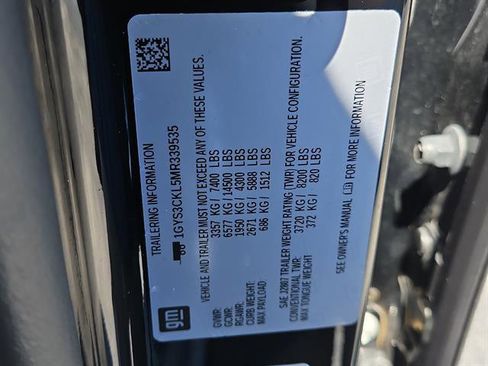 TRAILERING INFORMATION
1GYS3CKL5MR339535
VEHICLE AND TRAILER MUST NOT EXCEED ANY OF THESE VALUES.
GVWR: 3357 KG / 7400 LBS
GCWR: 6577 KG / 14500 LBS
RGAWR: 1950 KG / 4300 LBS
CURB WEIGHT: 2671 KG / 5888 LBS
MAX PAYLOAD: 686 KG / 1512 LBS
SAE J2807 TRAILER WEIGHT RATING (TWR) FOR VEHICLE CONFIGURATION.
CONVENTIONAL TWR: 3720 KG / 8200 LBS
MAX TONGUE WEIGHT 372 KG / 820 LBS
SEE OWNER'S MANUAL FOR MORE INFORMATION
gm